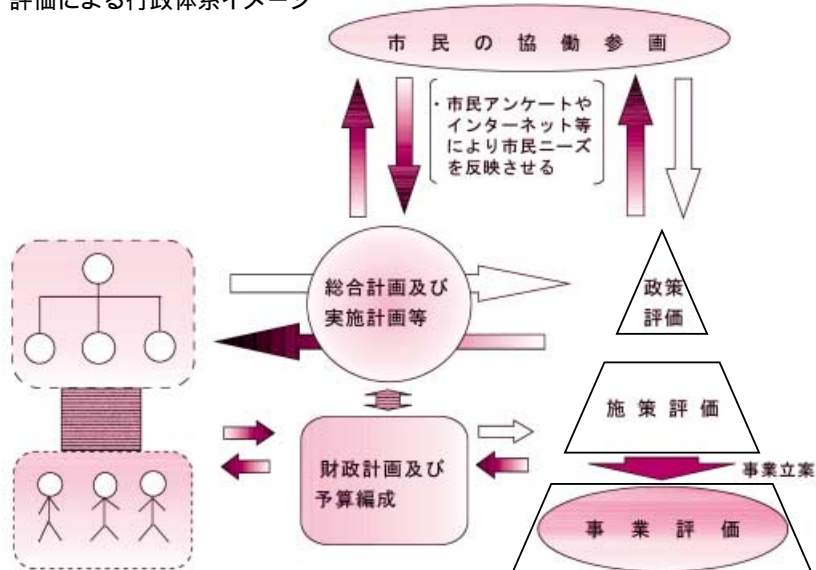 評価による行政体系イメージ
市民の協働参画
・市民アンケートや
インターネット等
により市民ニーズ
を反映させる
総合計画及び
実施計画等
政策
評価
施策評価
財政計画及び
予算編成
事業立案
事業評価